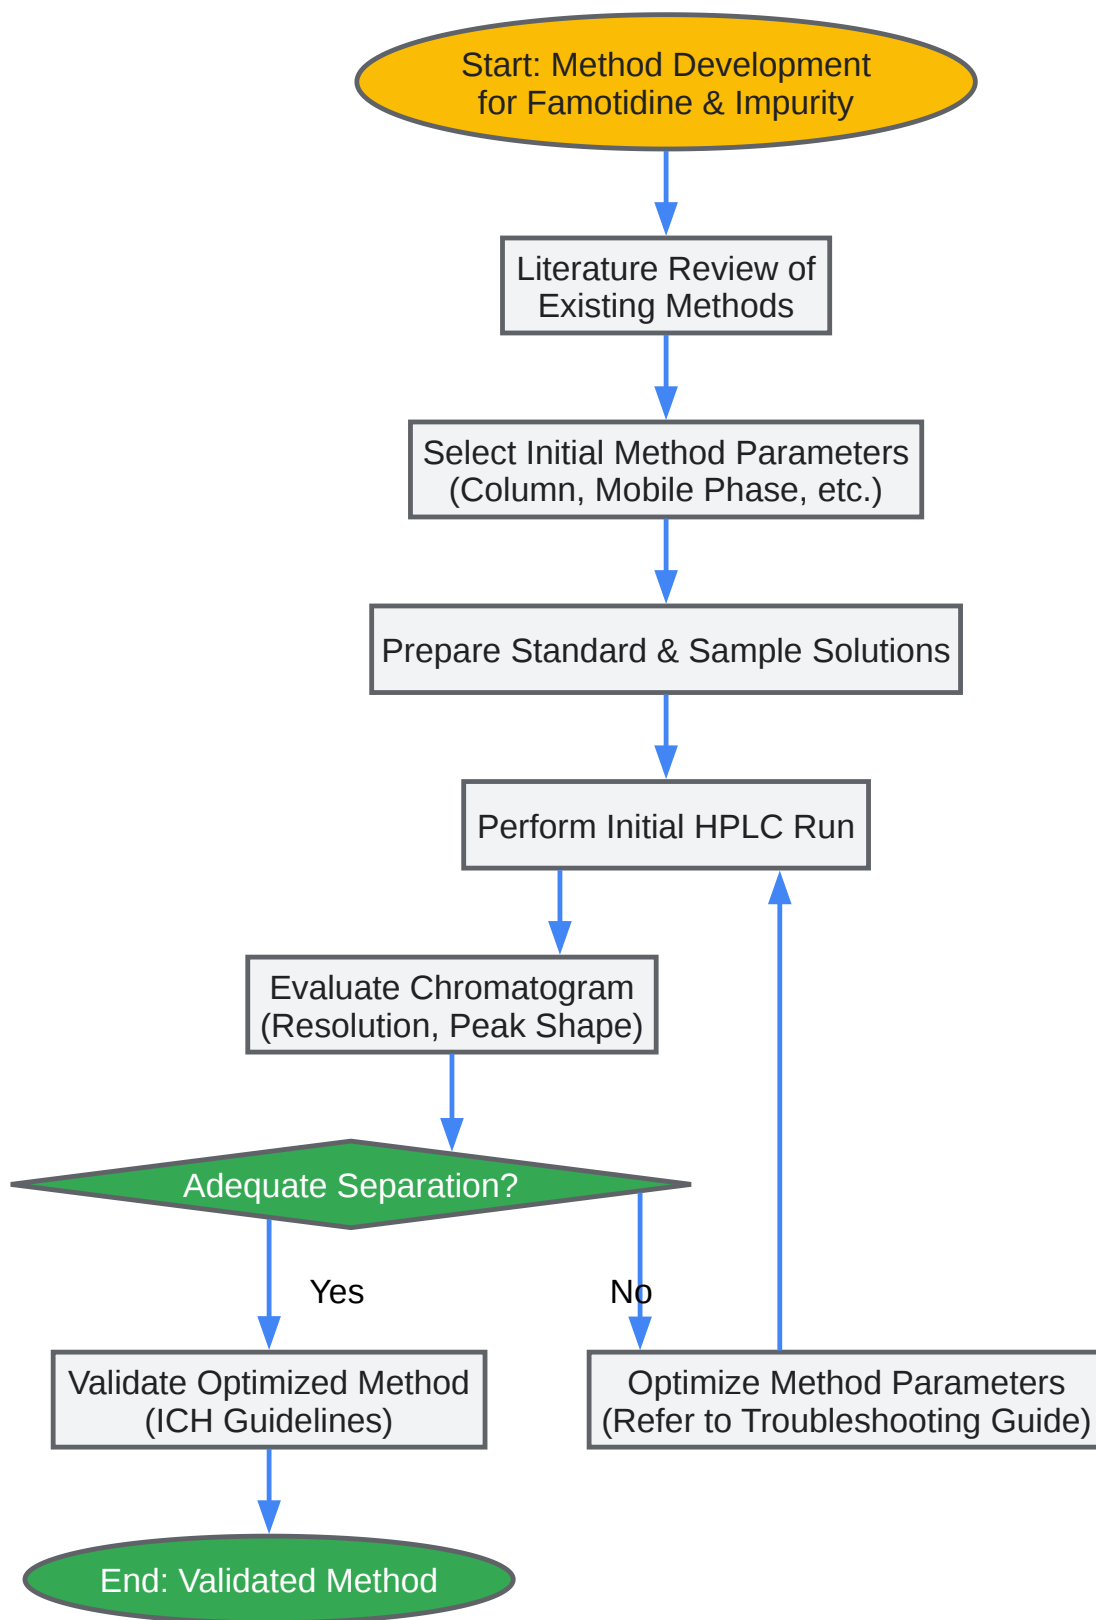 Start: Method Development
for Famotidine & Impurity
Literature Review of
Existing Methods
Select Initial Method Parameters
(Column, Mobile Phase, etc.)
Prepare Standard & Sample Solutions
Perform Initial HPLC Run
Evaluate Chromatogram
(Resolution, Peak Shape)
Adequate Separation?
Yes
No
Validate Optimized Method
(ICH Guidelines)
Optimize Method Parameters
(Refer to Troubleshooting Guide)
End: Validated Method